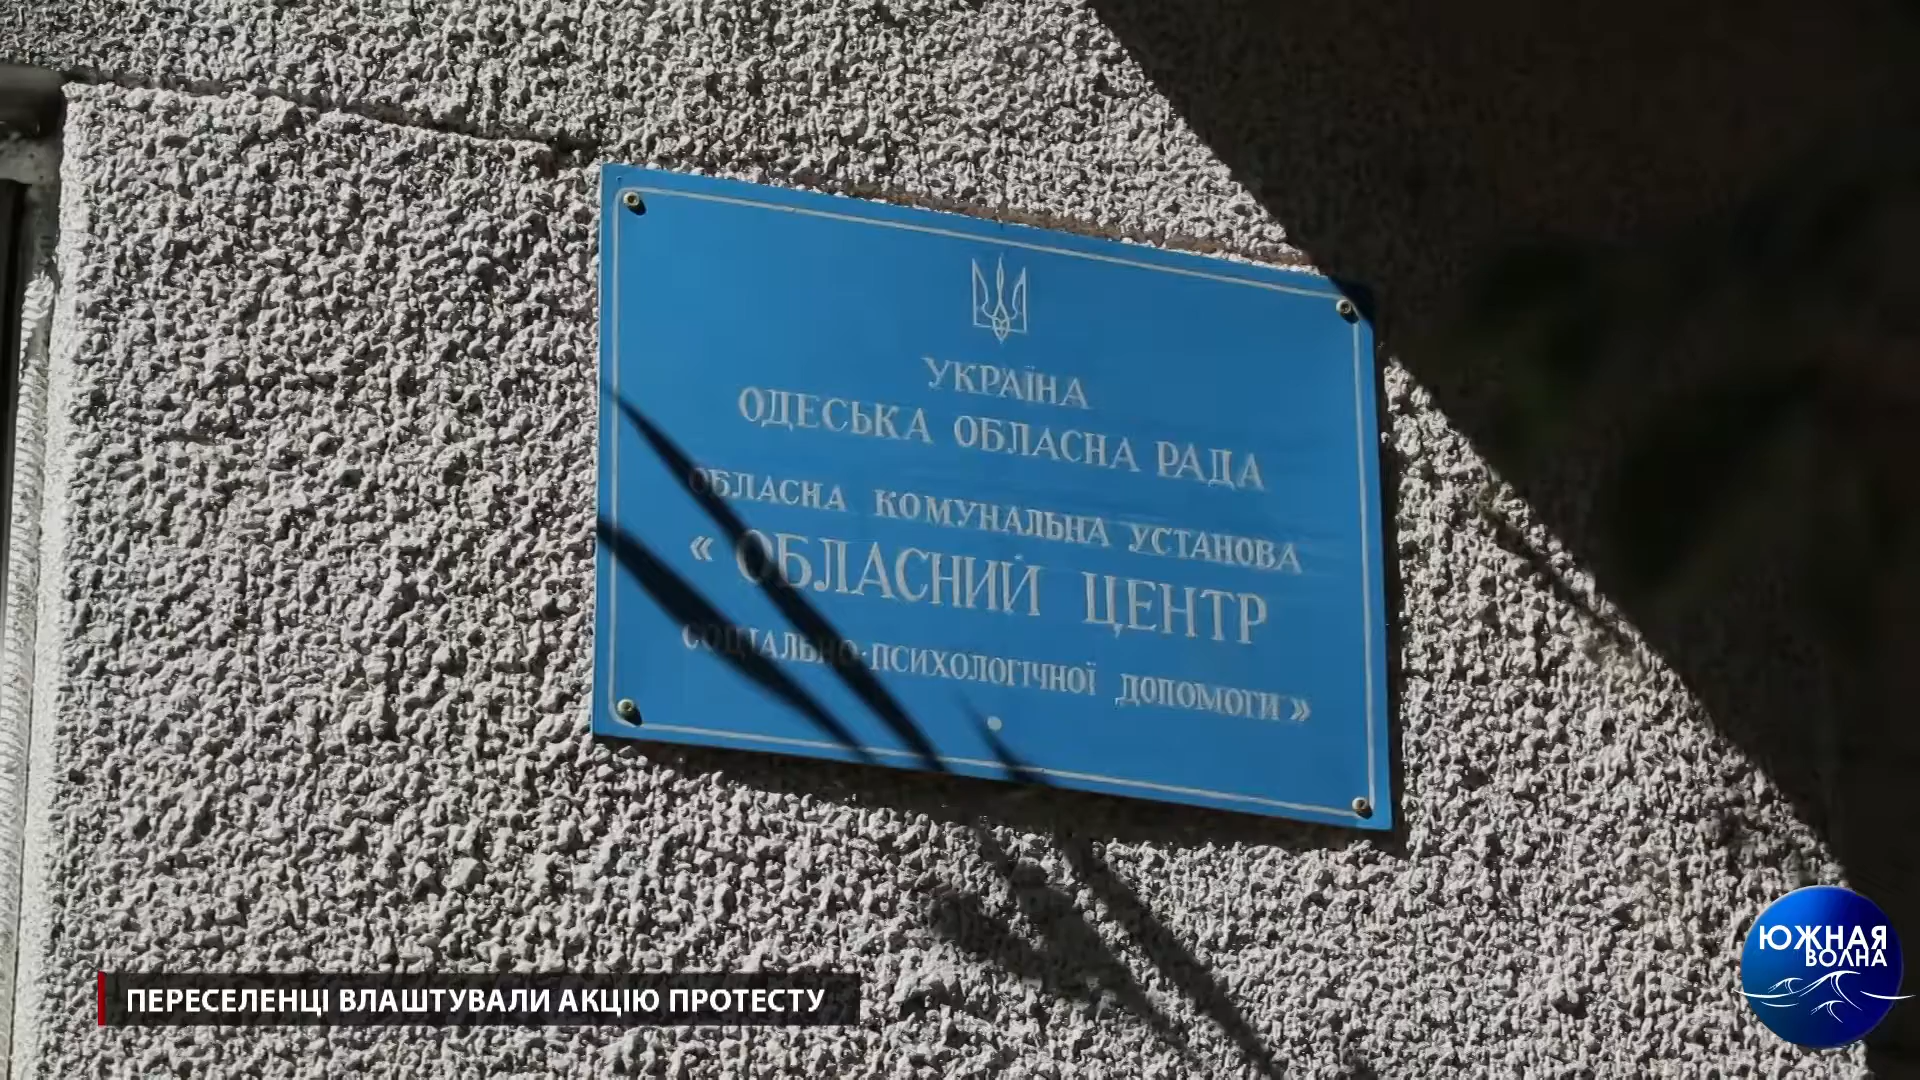 УКРАЇНА
ОДЕСЬКА ОБЛАСНА РАДА
ОБЛАСНА КОМУНАЛЬНА УСТАНОВА
« ОБЛАСНИЙ ЦЕНТР
СОЦІАЛЬНО-ПСИХОЛОГІЧНОЇ ДОПОМОГИ»
ПЕРЕСЕЛЕНЦІ ВЛАШТУВАЛИ АКЦІЮ ПРОТЕСТУ
ЮЖНАЯ
ВОЛНА